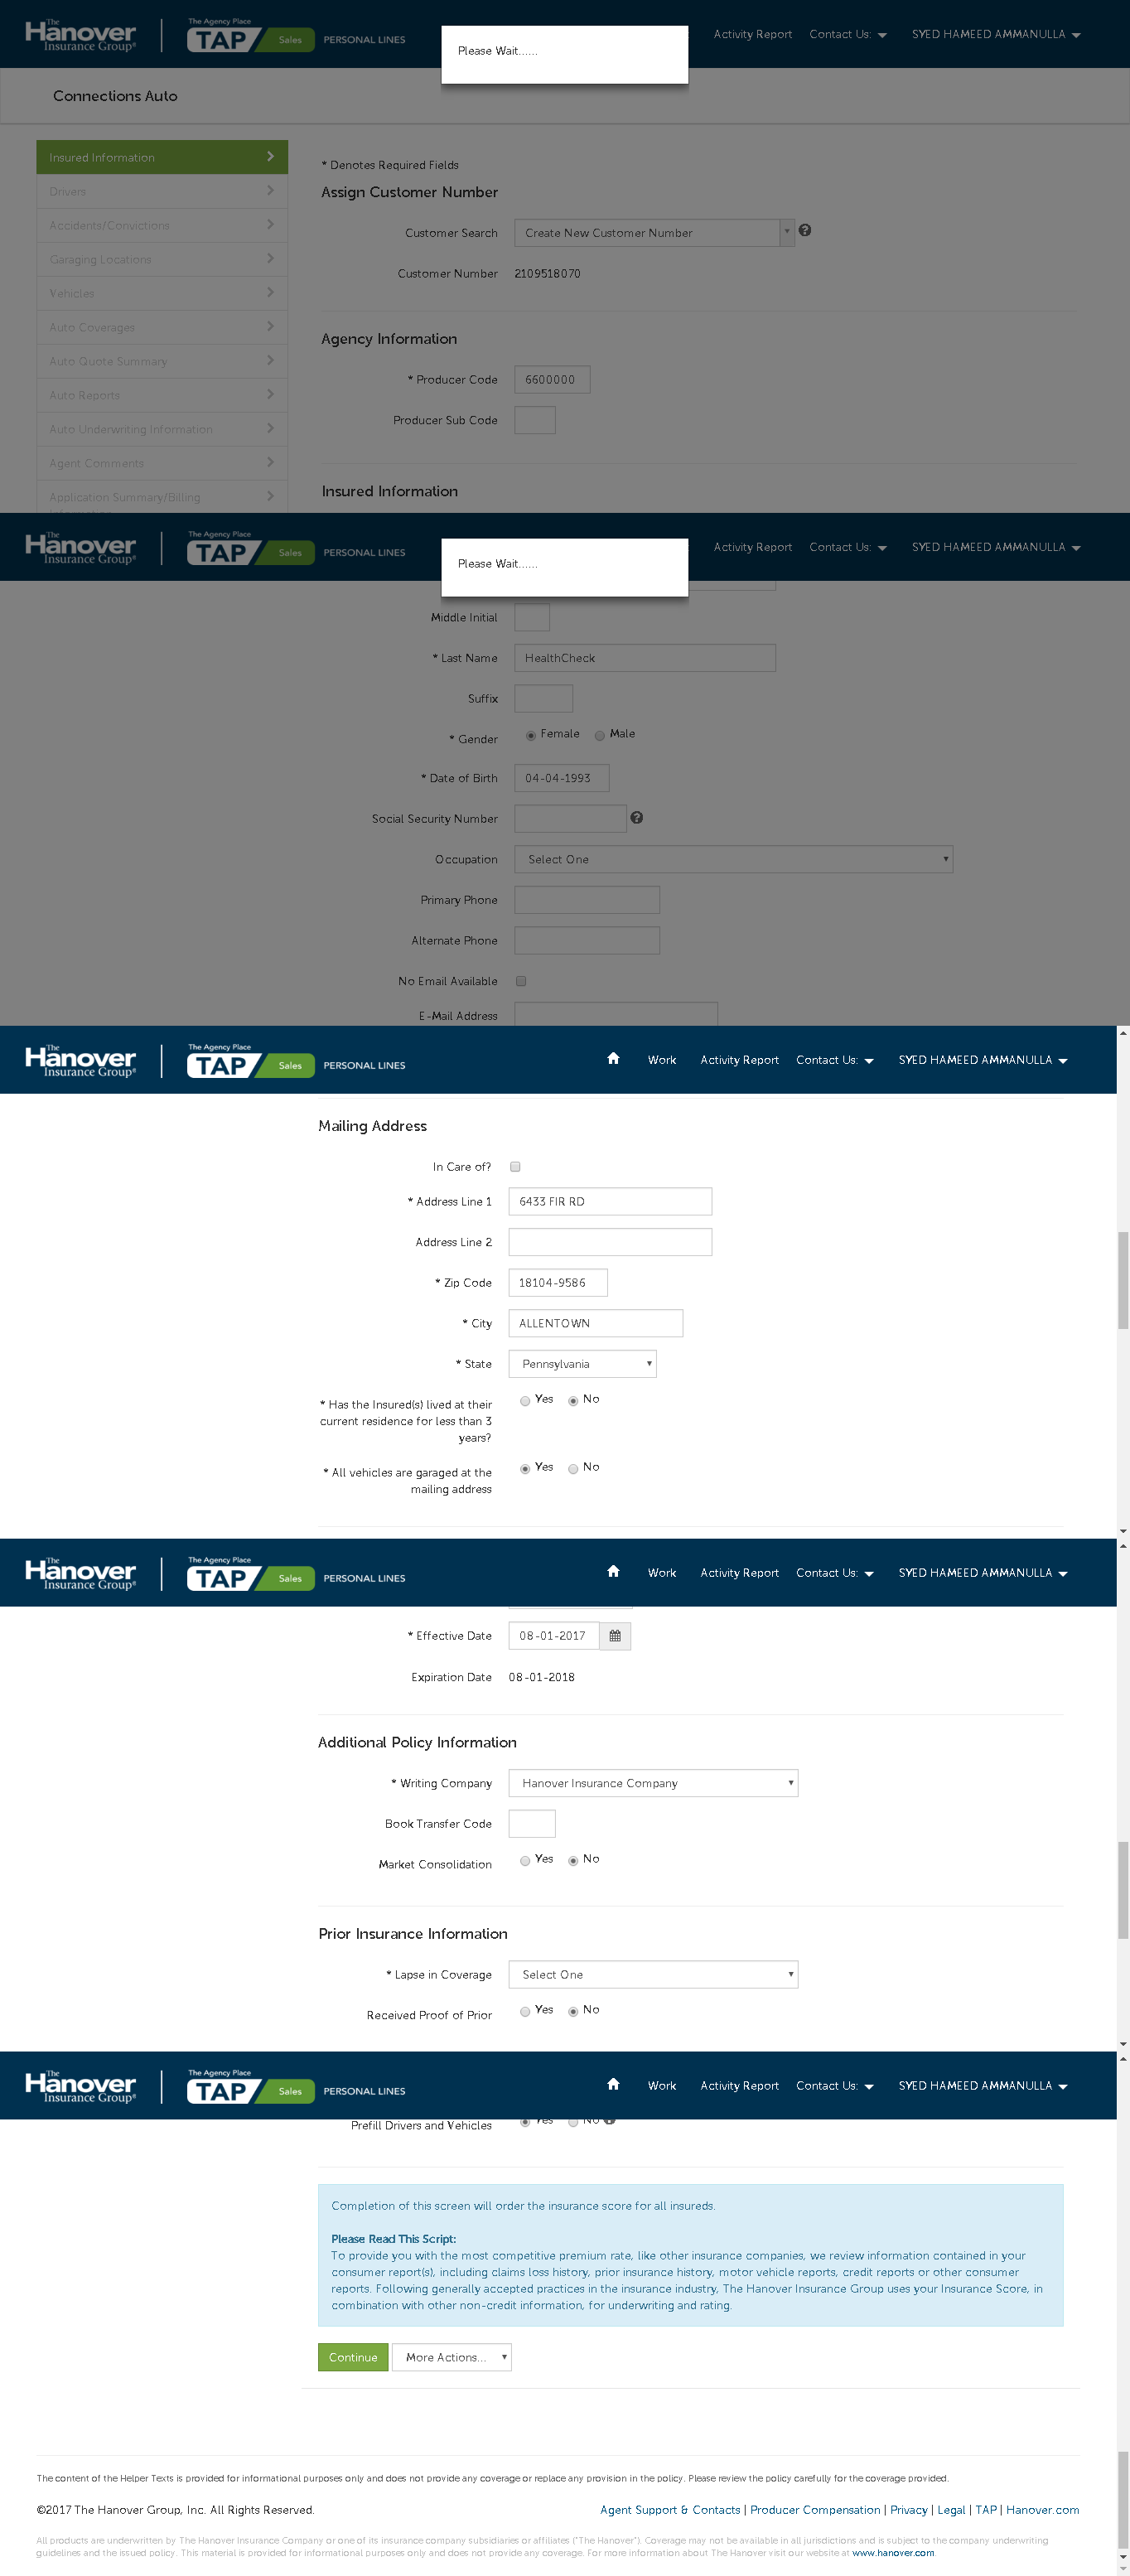 The Hanover Insurance Group®
The Agency Place
TAP Sales PERSONAL LINES
Please Wait......
Activity Report Contact Us: SYED HAMEED AMMANULLA
Connections Auto
Insured Information
Drivers
Accidents/Convictions
Garaging Locations
Vehicles
Auto Coverages
Auto Quote Summary
Auto Reports
Auto Underwriting Information
Agent Comments
Application Summary/Billing
* Denotes Required Fields
Assign Customer Number
Customer Search Create New Customer Number
Customer Number 2109518070
Agency Information
* Producer Code 6600000
Producer Sub Code
Insured Information
The Hanover Insurance Group®
The Agency Place
TAP Sales PERSONAL LINES
Please Wait......
Activity Report Contact Us: SYED HAMEED AMMANULLA
Middle Initial
* Last Name HealthCheck
Suffix
* Gender Female Male
* Date of Birth 04-04-1993
Social Security Number
Occupation Select One
Primary Phone
Alternate Phone
No Email Available
E-Mail Address
The Hanover Insurance Group®
The Agency Place
TAP Sales PERSONAL LINES
Work Activity Report Contact Us: SYED HAMEED AMMANULLA
Mailing Address
In Care of?
* Address Line 1 6433 FIR RD
Address Line 2
* Zip Code 18104-9586
* City ALLENTOWN
* State Pennsylvania
* Has the Insured(s) lived at their Yes No
current residence for less than 3
years?
* All vehicles are garaged at the Yes No
mailing address
The Hanover Insurance Group®
The Agency Place
TAP Sales PERSONAL LINES
Work Activity Report Contact Us: SYED HAMEED AMMANULLA
* Effective Date 08-01-2017
Expiration Date 08-01-2018
Additional Policy Information
* Writing Company Hanover Insurance Company
Book Transfer Code
Market Consolidation Yes No
Prior Insurance Information
* Lapse in Coverage Select One
Received Proof of Prior Yes No
The Hanover Insurance Group®
The Agency Place
TAP Sales PERSONAL LINES
Work Activity Report Contact Us: SYED HAMEED AMMANULLA
Prefill Drivers and Vehicles Yes No
Completion of this screen will order the insurance score for all insureds.
Please Read This Script:
To provide you with the most competitive premium rate, like other insurance companies, we review information contained in your
consumer report(s), including claims loss history, prior insurance history, motor vehicle reports, credit reports or other consumer
reports. Following generally accepted practices in the insurance industry, The Hanover Insurance Group uses your Insurance Score, in
combination with other non-credit information, for underwriting and rating.
Continue More Actions...
The content of the Helper Texts is provided for informational purposes only and does not provide any coverage or replace any provision in the policy. Please review the policy carefully for the coverage provided.
©2017 The Hanover Group, Inc. All Rights Reserved. Agent Support & Contacts | Producer Compensation | Privacy | Legal | TAP | Hanover.com
All products are underwritten by The Hanover Insurance Company or one of its insurance company subsidiaries or affiliates ("The Hanover"). Coverage may not be available in all jurisdictions and is subject to the company underwriting
guidelines and the issued policy. This material is provided for informational purposes only and does not provide any coverage. For more information about The Hanover visit our website at www.hanover.com.